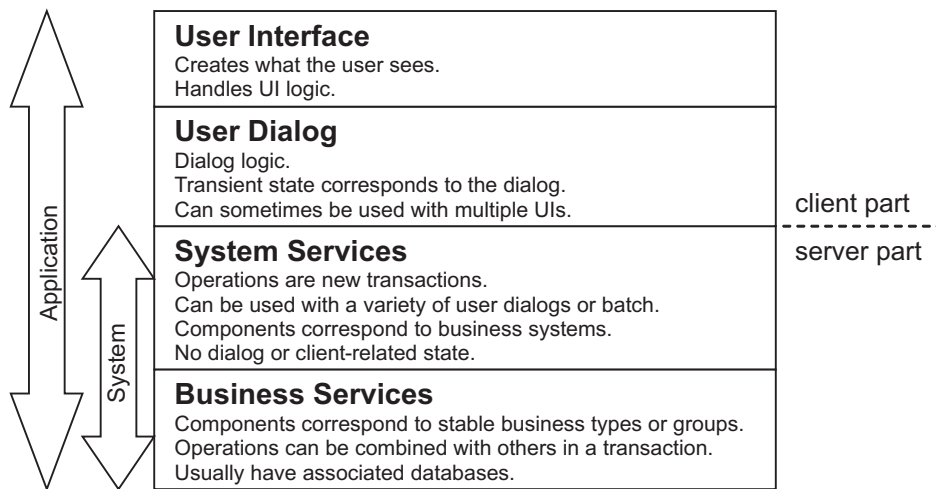 User Interface
Creates what the user sees.
Handles UI logic.
User Dialog
Dialog logic.
Transient state corresponds to the dialog.
Can sometimes be used with multiple UIs.
client part
server part
System Services
Operations are new transactions.
Can be used with a variety of user dialogs or batch.
Components correspond to business systems.
No dialog or client-related state.
Business Services
Components correspond to stable business types or groups.
Operations can be combined with others in a transaction.
Usually have associated databases.
Application
System